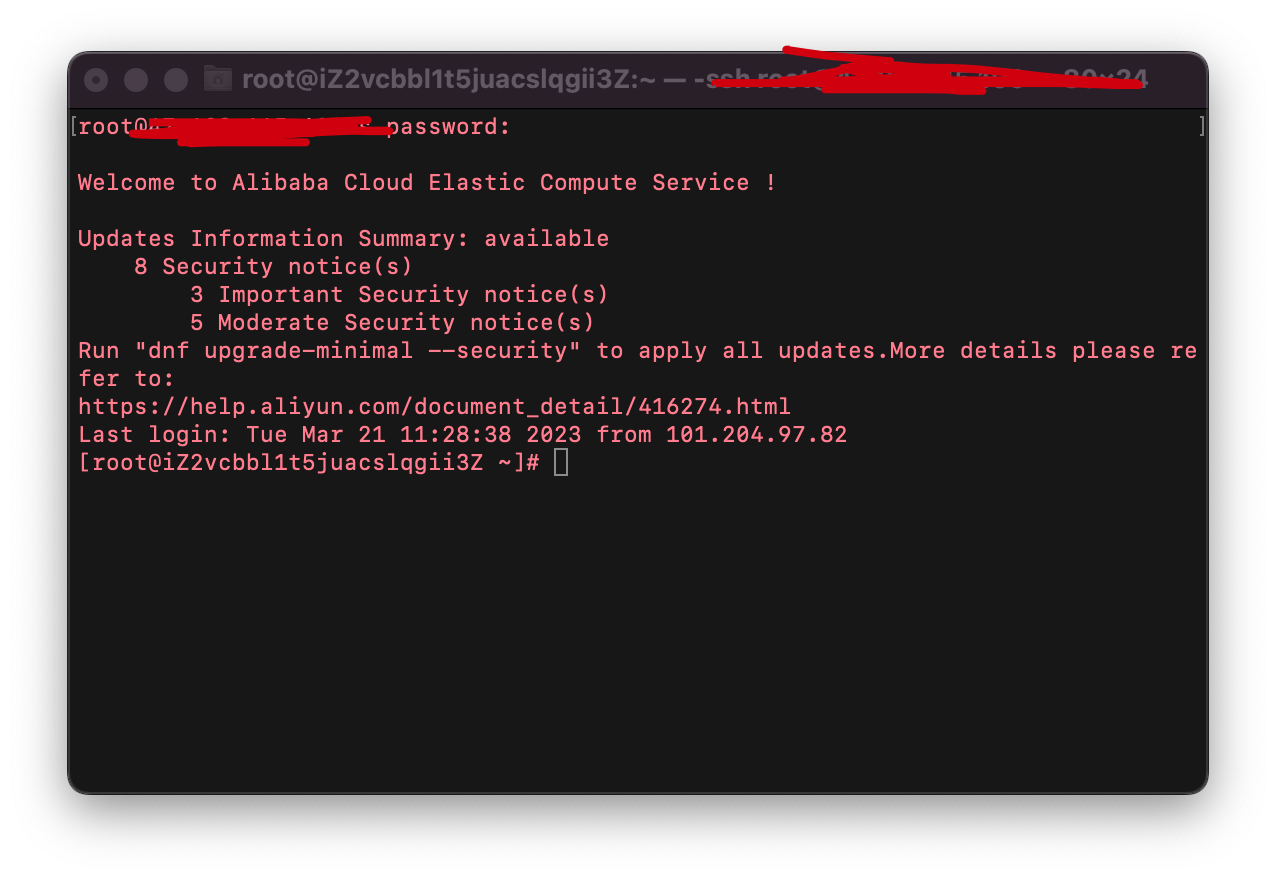 root@iZ2vcbbl1t5juacslqgii3Z:~ — -ssh root@ 80×24
[root@ password: ]
Welcome to Alibaba Cloud Elastic Compute Service !
Updates Information Summary: available
8 Security notice(s)
3 Important Security notice(s)
5 Moderate Security notice(s)
Run "dnf upgrade-minimal --security" to apply all updates.More details please re
fer to:
https://help.aliyun.com/document_detail/416274.html
Last login: Tue Mar 21 11:28:38 2023 from 101.204.97.82
[root@iZ2vcbbl1t5juacslqgii3Z ~]#